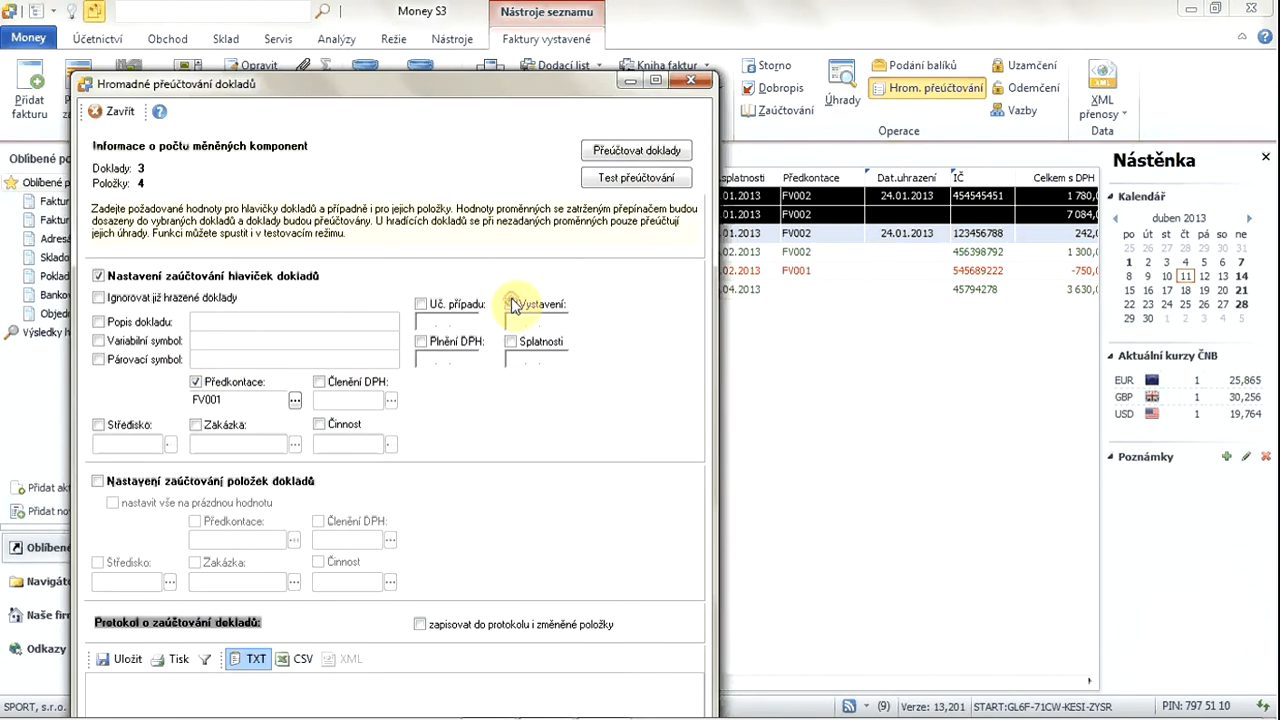 Money S3
Nástroje seznamu
Money
Účetnictví
Obchod
Sklad
Servis
Analýzy
Režie
Nástroje
Faktury vystavené
Přidat
fakturu
Opravit
Dodací list
Kniha faktur
Storno
Dobropis
Zaúčtování
Úhrady
Podání balíků
Hrom. přeúčtování
Uzamčení
Odemčení
Vazby
Operace
XML
přenosy
Data
Hromadné přeúčtování dokladů
Zavřít
Informace o počtu měněných komponent
Doklady: 3
Položky: 4
Přeúčtovat doklady
Test přeúčtování
Zadejte požadované hodnoty pro hlavičky dokladů a případně i pro jejich položky. Hodnoty proměnných se zatrženým přepínačem budou
dosazeny do vybraných dokladů a doklady budou přeúčtovány. U hradících dokladů se při nezadaných proměnných pouze přeúčtují
jejich úhrady. Funkci můžete spustit i v testovacím režimu.
Nastavení zaúčtování hlaviček dokladů
Ignorovat již hrazené doklady
Popis dokladu:
Variabilní symbol:
Párovací symbol:
Uč. případu:
Vystavení:
Plnění DPH:
Splatnosti
Předkontace:
Členění DPH:
FV001
Středisko:
Zakázka:
Činnost
Nastavení zaúčtování položek dokladů
nastavit vše na prázdnou hodnotu
Předkontace:
Členění DPH:
Středisko:
Zakázka:
Činnost
Protokol o zaúčtování dokladů:
zapisovat do protokolu i změněné položky
Uložit
Tisk
TXT
CSV
XML
Oblíbené po
Oblíbené po
Faktur
Faktur
Adresá
Sklado
Poklad
Bankov
Objedn
Výsledky h
Přidat akt
Přidat nov
Oblíbené
Navigáto
Naše firm
Odkazy
splatnosti Předkontace Dat.uhrazení IČ Celkem s DPH
.01.2013 FV002 24.01.2013 454545451 1 780,
.01.2013 FV002 7 084,
.01.2013 FV002 24.01.2013 123456788 242,
.02.2013 FV002 456398792 1 300,
.02.2013 FV001 545689222 -750,
.04.2013 45794278 3 630,
Nástěnka
Kalendář
duben 2013
po út st čt pá so ne
25 26 27 28 29 30 31
1 2 3 4 5 6 7
8 9 10 11 12 13 14
15 16 17 18 19 20 21
22 23 24 25 26 27 28
29 30 1 2 3 4 5
Aktuální kurzy ČNB
EUR 1 25,865
GBP 1 30,256
USD 1 19,764
Poznámky
SPORT, s.r.o.
(9)
Verze: 13,201
START:GL6F-71CW-KESI-ZYSR
PIN: 797 51 10